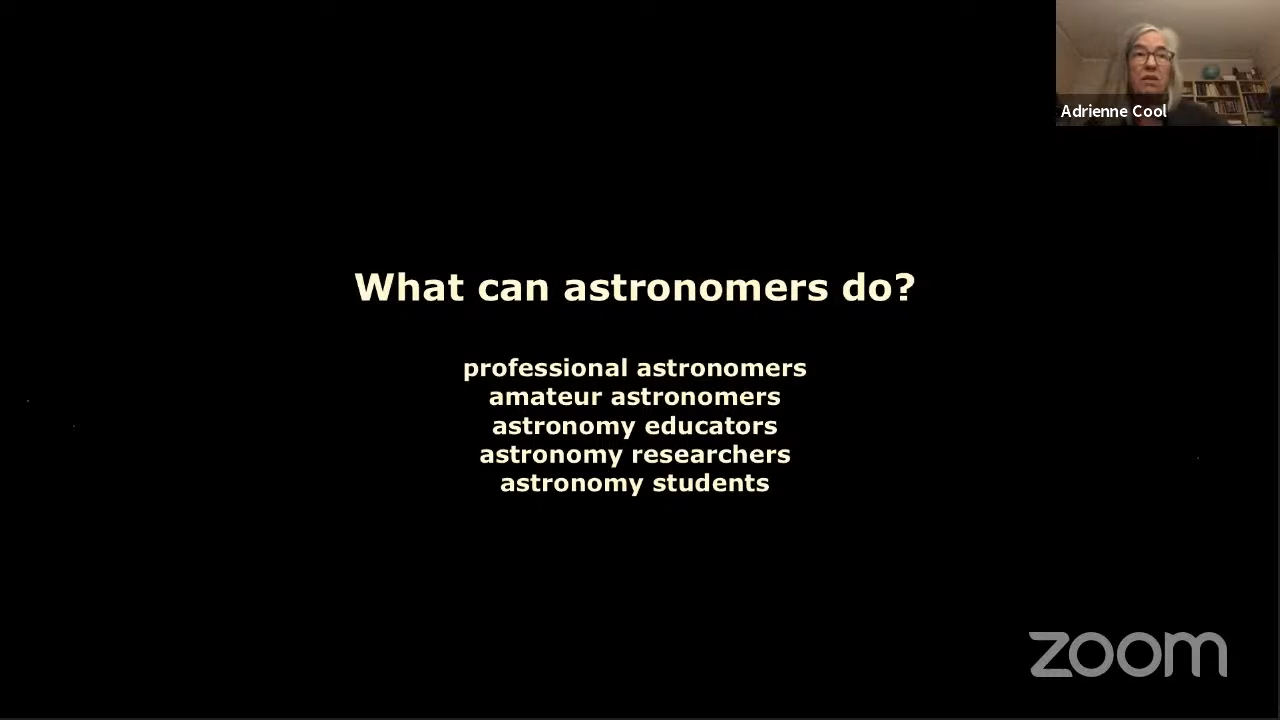 Adrienne Cool
What can astronomers do?
professional astronomers
amateur astronomers
astronomy educators
astronomy researchers
astronomy students
zoom